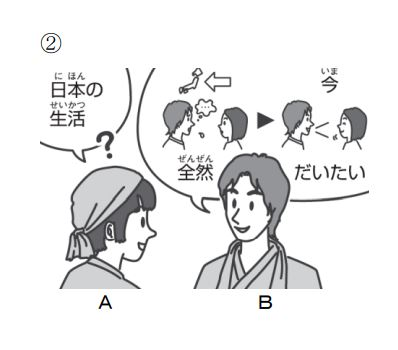 ②
日本の
にほん
生活
せいかつ
?
...
今
いま
全然
ぜんぜん
だいたい
A
B